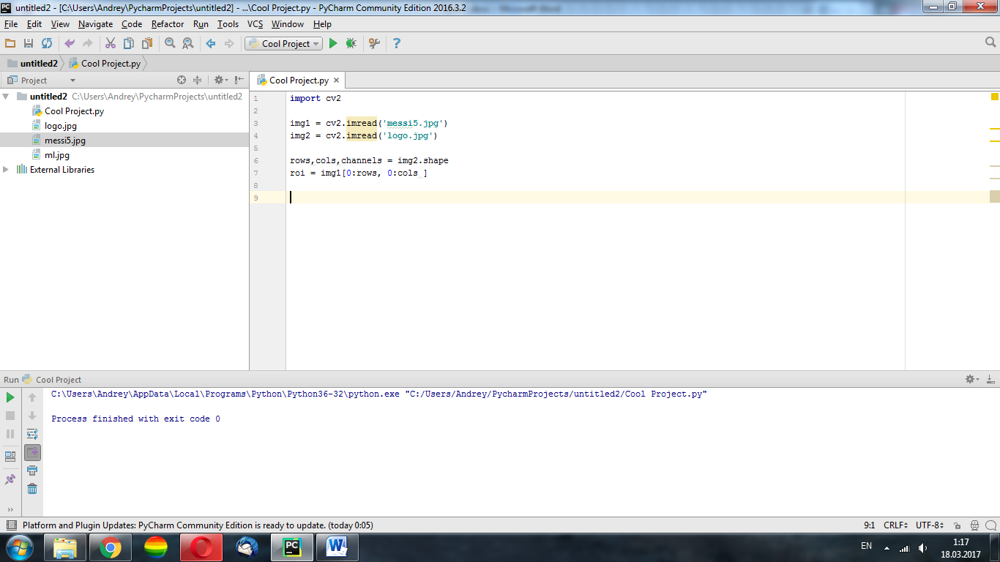 untitled2 - [C:\Users\Andrey\PycharmProjects\untitled2] - ...\Cool Project.py - PyCharm Community Edition 2016.3.2
File Edit View Navigate Code Refactor Run Tools VCS Window Help
Cool Project
untitled2 Cool Project.py
Project
Cool Project.py
untitled2 C:\Users\Andrey\PycharmProjects\untitled2
Cool Project.py
logo.jpg
messi5.jpg
ml.jpg
External Libraries
1 import cv2
2
3 img1 = cv2.imread('messi5.jpg')
4 img2 = cv2.imread('logo.jpg')
5
6 rows,cols,channels = img2.shape
7 roi = img1[0:rows, 0:cols ]
8
9
Run Cool Project
C:\Users\Andrey\AppData\Local\Programs\Python\Python36-32\python.exe "C:/Users/Andrey/PycharmProjects/untitled2/Cool Project.py"
Process finished with exit code 0
Platform and Plugin Updates: PyCharm Community Edition is ready to update. (today 0:05)
9:1 CRLF UTF-8
PC
W
EN
1:17
18.03.2017